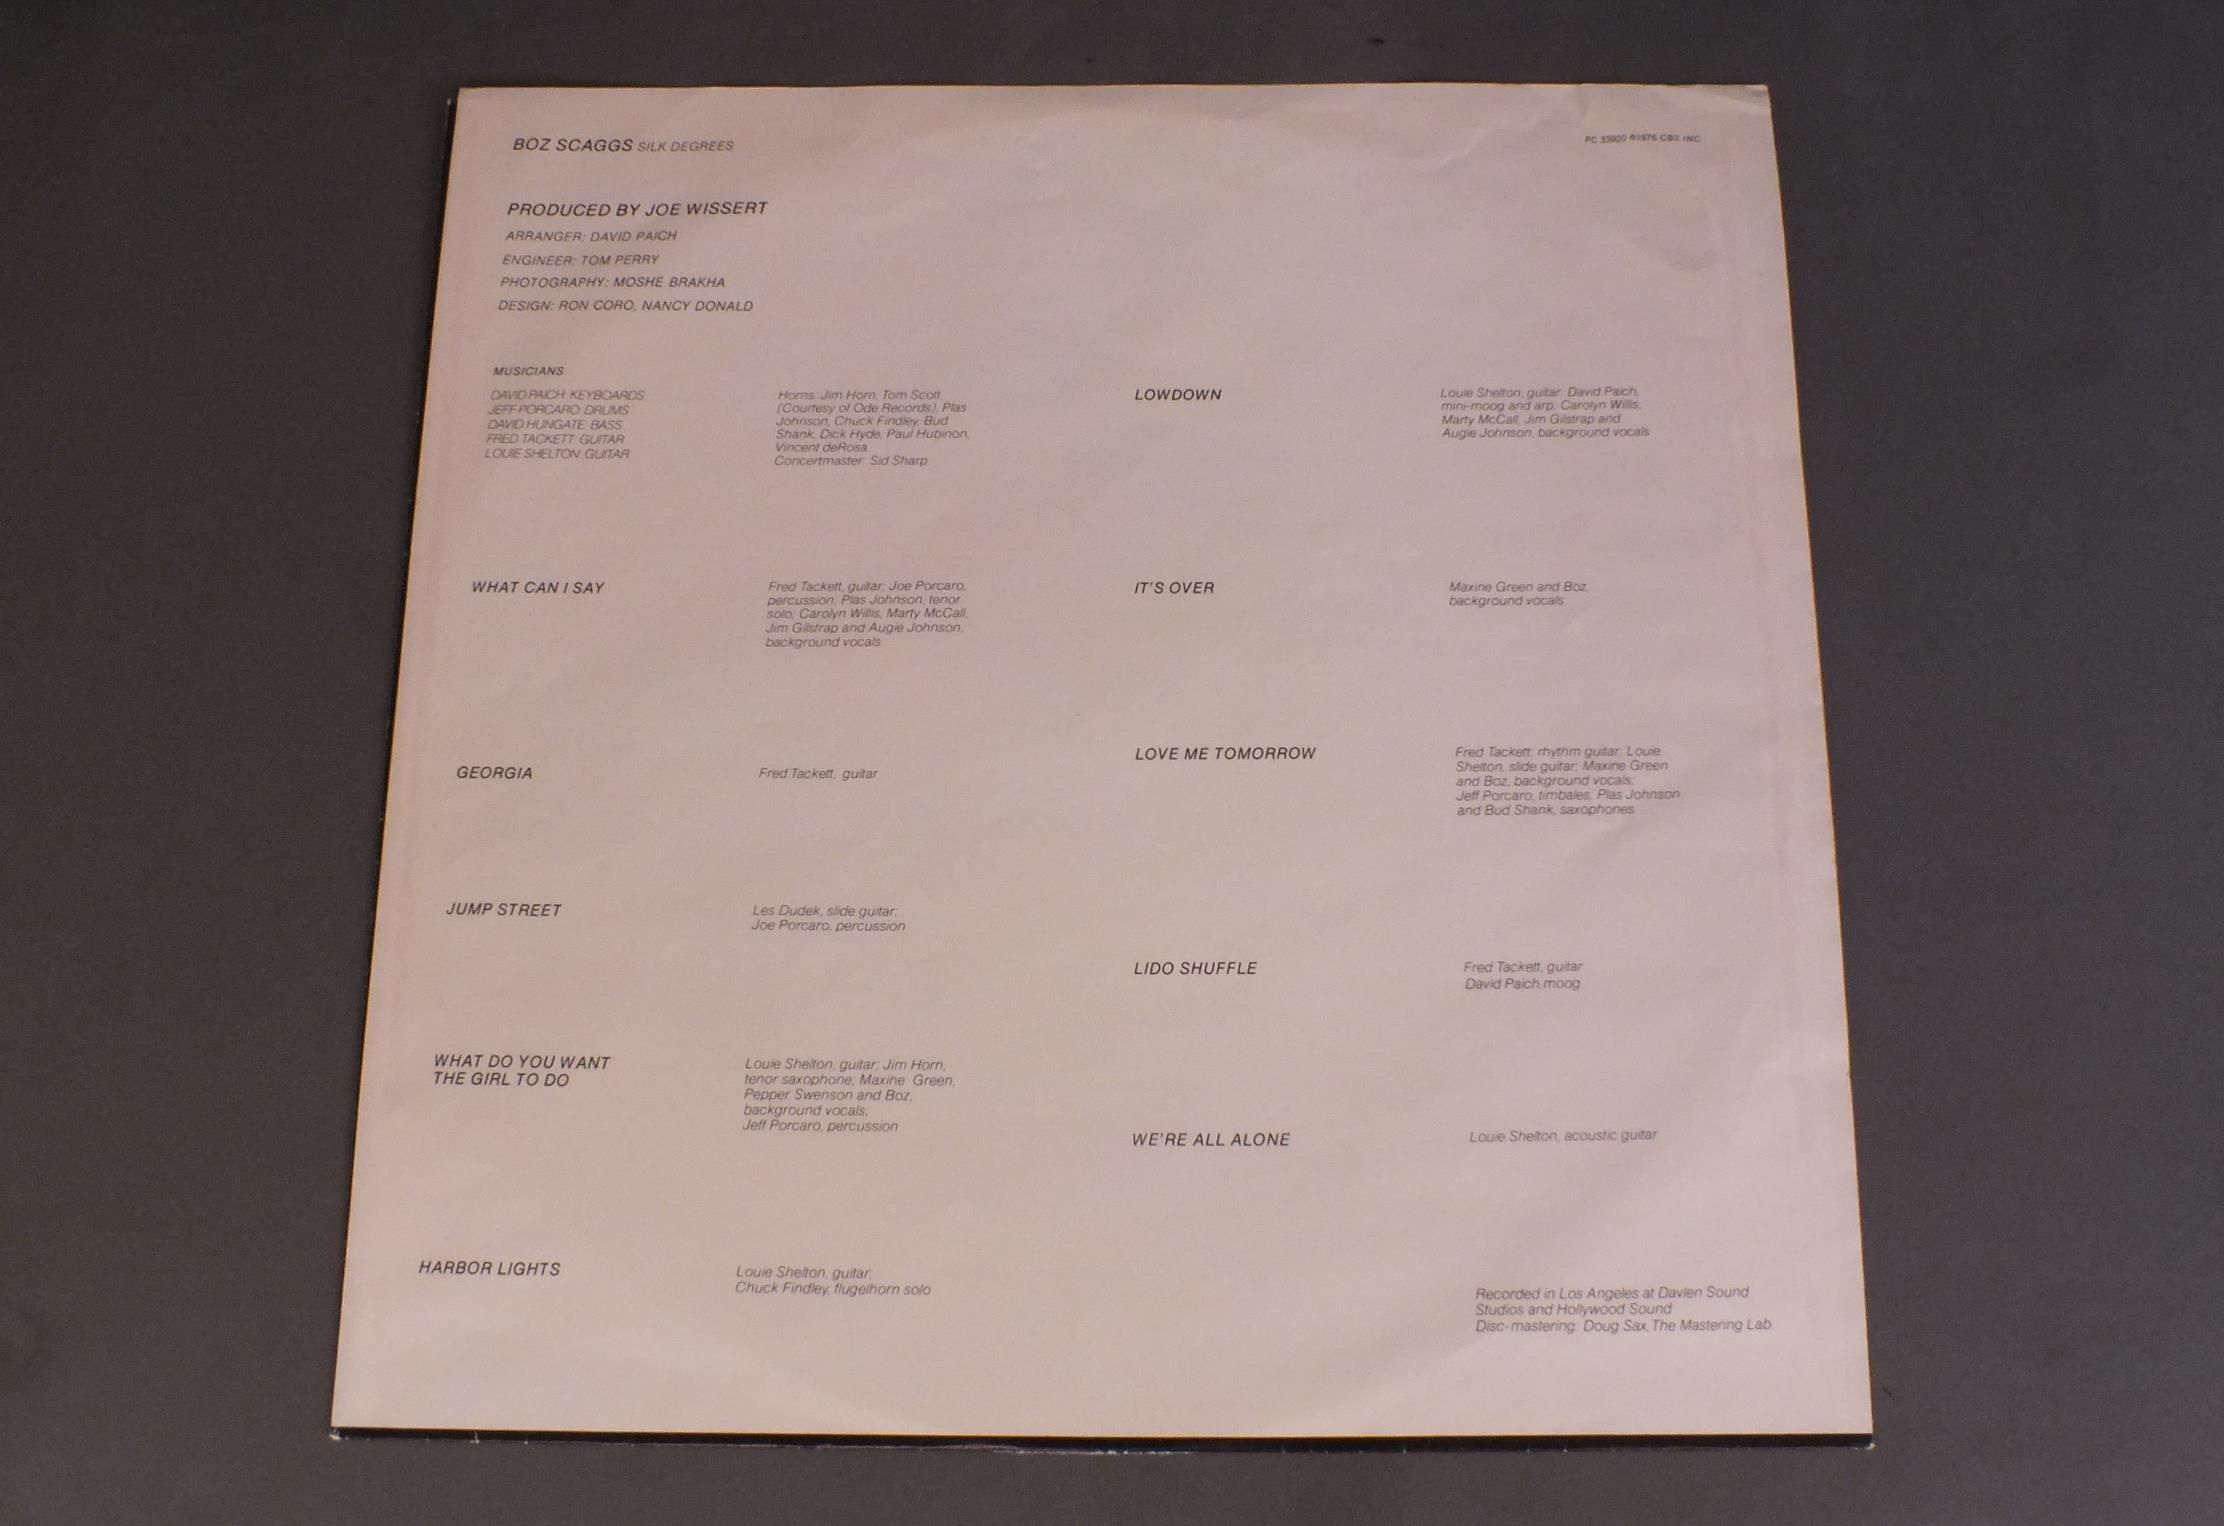 BOZ SCAGGS SILK DEGREES
PC 33920 ℗1976 CBS INC.
PRODUCED BY JOE WISSERT
ARRANGER: DAVID PAICH
ENGINEER: TOM PERRY
PHOTOGRAPHY: MOSHE BRAKHA
DESIGN: RON CORO, NANCY DONALD
MUSICIANS
DAVID PAICH: KEYBOARDS
JEFF PORCARO: DRUMS
DAVID HUNGATE: BASS
FRED TACKETT: GUITAR
LOUIE SHELTON: GUITAR
Horns: Jim Horn, Tom Scott
(Courtesy of Ode Records), Plas
Johnson, Chuck Findley, Bud
Shank, Dick Hyde, Paul Hubinon,
Vincent deRosa
Concertmaster: Sid Sharp
WHAT CAN I SAY
Fred Tackett, guitar; Joe Porcaro,
percussion; Plas Johnson, tenor
solo; Carolyn Willis, Marty McCall,
Jim Gilstrap and Augie Johnson,
background vocals
GEORGIA
Fred Tackett, guitar
JUMP STREET
Les Dudek, slide guitar;
Joe Porcaro, percussion
WHAT DO YOU WANT
THE GIRL TO DO
Louie Shelton, guitar; Jim Horn,
tenor saxophone; Maxine Green,
Pepper Swenson and Boz,
background vocals;
Jeff Porcaro, percussion
HARBOR LIGHTS
Louie Shelton, guitar;
Chuck Findley, flugelhorn solo
LOWDOWN
Louie Shelton, guitar; David Paich,
mini-moog and arp; Carolyn Willis,
Marty McCall, Jim Gilstrap and
Augie Johnson, background vocals
IT'S OVER
Maxine Green and Boz,
background vocals
LOVE ME TOMORROW
Fred Tackett, rhythm guitar; Louie
Shelton, slide guitar; Maxine Green
and Boz, background vocals;
Jeff Porcaro, timbales; Plas Johnson
and Bud Shank, saxophones
LIDO SHUFFLE
Fred Tackett, guitar
David Paich, moog
WE'RE ALL ALONE
Louie Shelton, acoustic guitar
Recorded in Los Angeles at Davlen Sound
Studios and Hollywood Sound
Disc-mastering: Doug Sax, The Mastering Lab